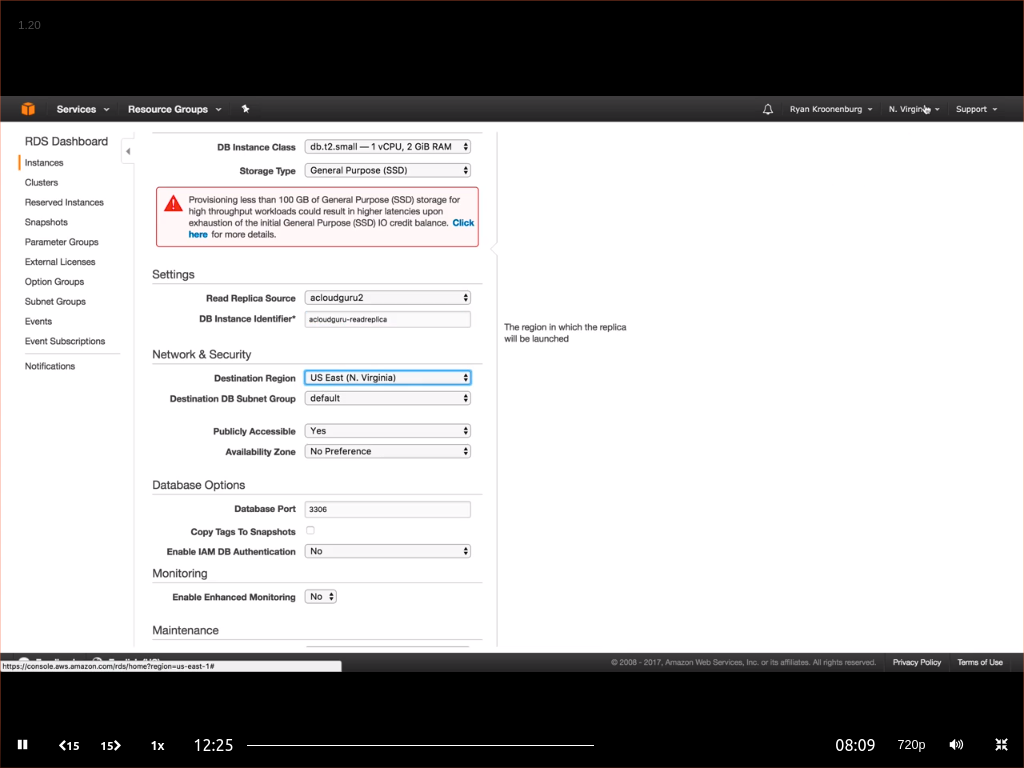 1.20
Services Resource Groups Ryan Kroonenburg N. Virginia Support
RDS Dashboard
Instances
Clusters
Reserved Instances
Snapshots
Parameter Groups
External Licenses
Option Groups
Subnet Groups
Events
Event Subscriptions
Notifications
DB Instance Class db.t2.small — 1 vCPU, 2 GiB RAM
Storage Type General Purpose (SSD)
Provisioning less than 100 GB of General Purpose (SSD) storage for
high throughput workloads could result in higher latencies upon
exhaustion of the initial General Purpose (SSD) IO credit balance. Click
here for more details.
Settings
Read Replica Source acloudguru2
DB Instance Identifier* acloudguru-readreplica
Network & Security
Destination Region US East (N. Virginia)
Destination DB Subnet Group default
Publicly Accessible Yes
Availability Zone No Preference
Database Options
Database Port 3306
Copy Tags To Snapshots
Enable IAM DB Authentication No
Monitoring
Enable Enhanced Monitoring No
Maintenance
The region in which the replica
will be launched
https://console.aws.amazon.com/rds/home?region=us-east-1#
© 2008 - 2017, Amazon Web Services, Inc. or its affiliates. All rights reserved. Privacy Policy Terms of Use
15 15 1x 12:25 08:09 720p